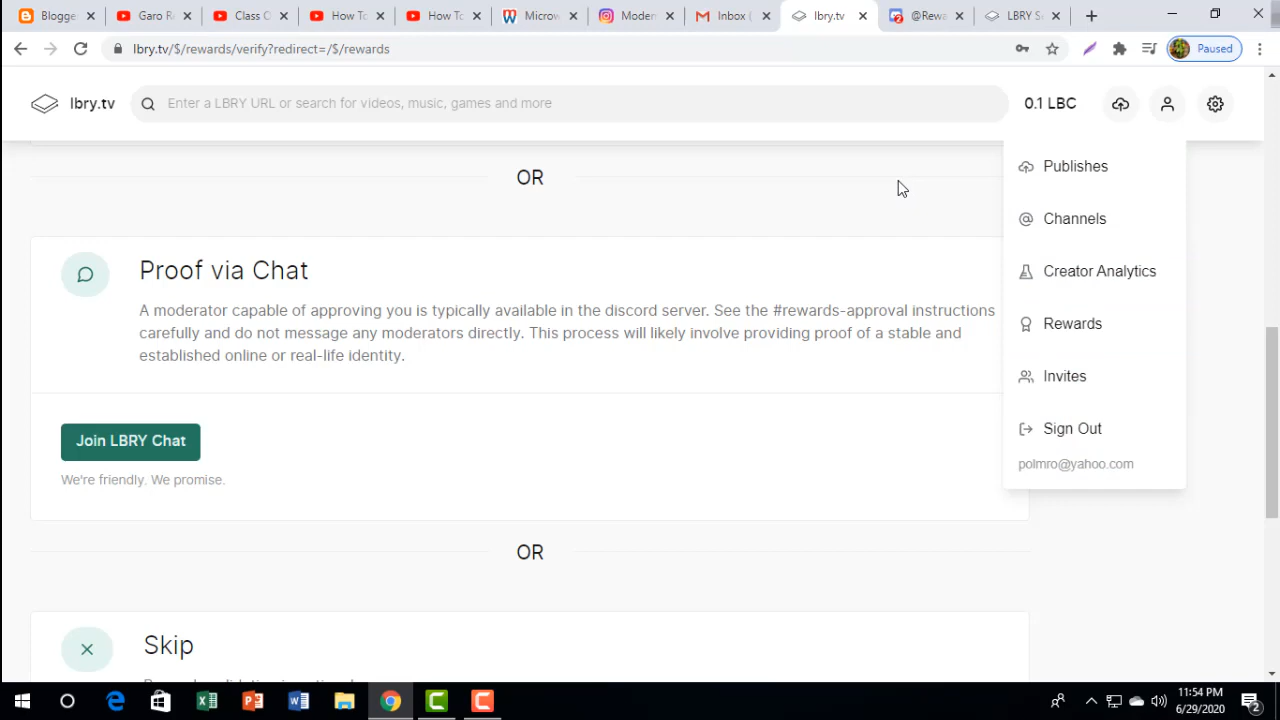 Blogge
Garo R
Class O
How To
How To
Microw
Modern
Inbox (
lbry.tv
@Rewa
LBRY S
lbry.tv/$/rewards/verify?redirect=/$/rewards
Paused
lbry.tv
Enter a LBRY URL or search for videos, music, games and more
0.1 LBC
Publishes
Channels
Creator Analytics
Rewards
Invites
Sign Out
polmro@yahoo.com
OR
Proof via Chat
A moderator capable of approving you is typically available in the discord server. See the #rewards-approval instructions
carefully and do not message any moderators directly. This process will likely involve providing proof of a stable and
established online or real-life identity.
Join LBRY Chat
We're friendly. We promise.
OR
Skip
11:54 PM
6/29/2020
2